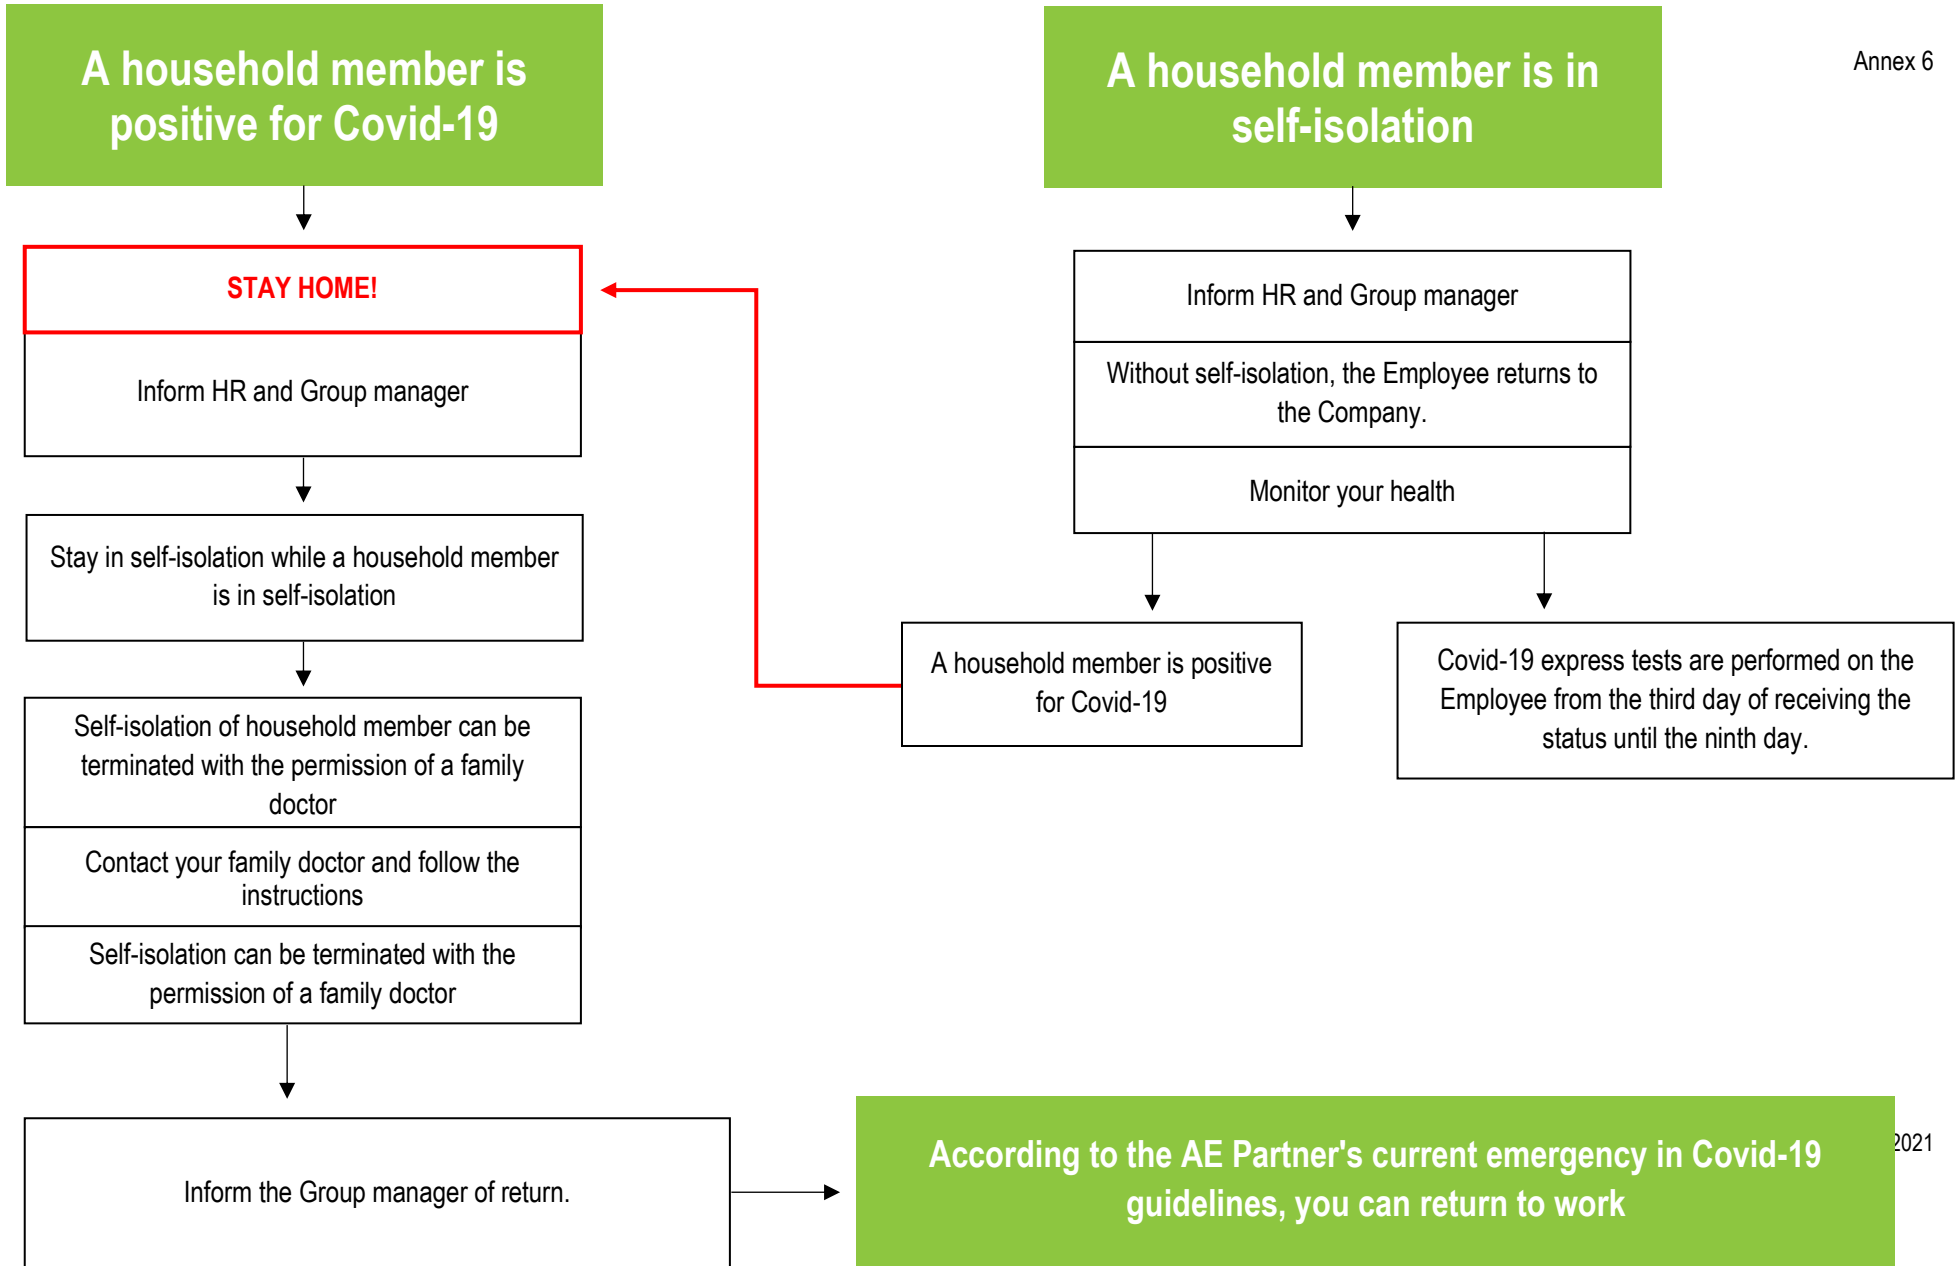 A household member is
positive for Covid-19
STAY HOME!
Inform HR and Group manager
Stay in self-isolation while a household member
is in self-isolation
Self-isolation of household member can be
terminated with the permission of a family
doctor
Contact your family doctor and follow the
instructions
Self-isolation can be terminated with the
permission of a family doctor
Inform the Group manager of return.
A household member is in
self-isolation
Annex 6
Inform HR and Group manager
Without self-isolation, the Employee returns to
the Company.
Monitor your health
A household member is positive
for Covid-19
Covid-19 express tests are performed on the
Employee from the third day of receiving the
status until the ninth day.
According to the AE Partner's current emergency in Covid-19
guidelines, you can return to work
2021